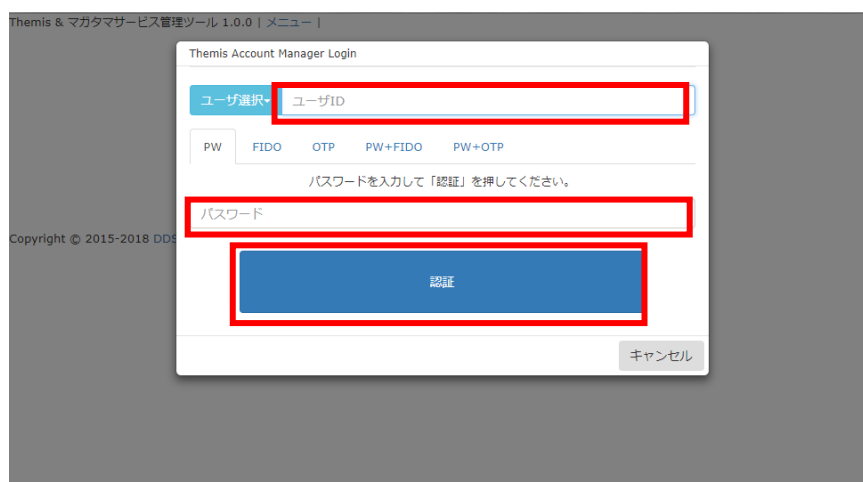 Themis & マガタマサービス管理ツール 1.0.0 | メニュー |
Themis Account Manager Login
ユーザ選択 ユーザID
PW FIDO OTP PW+FIDO PW+OTP
パスワードを入力して「認証」を押してください。
パスワード
Copyright © 2015-2018 DDS
認証
キャンセル